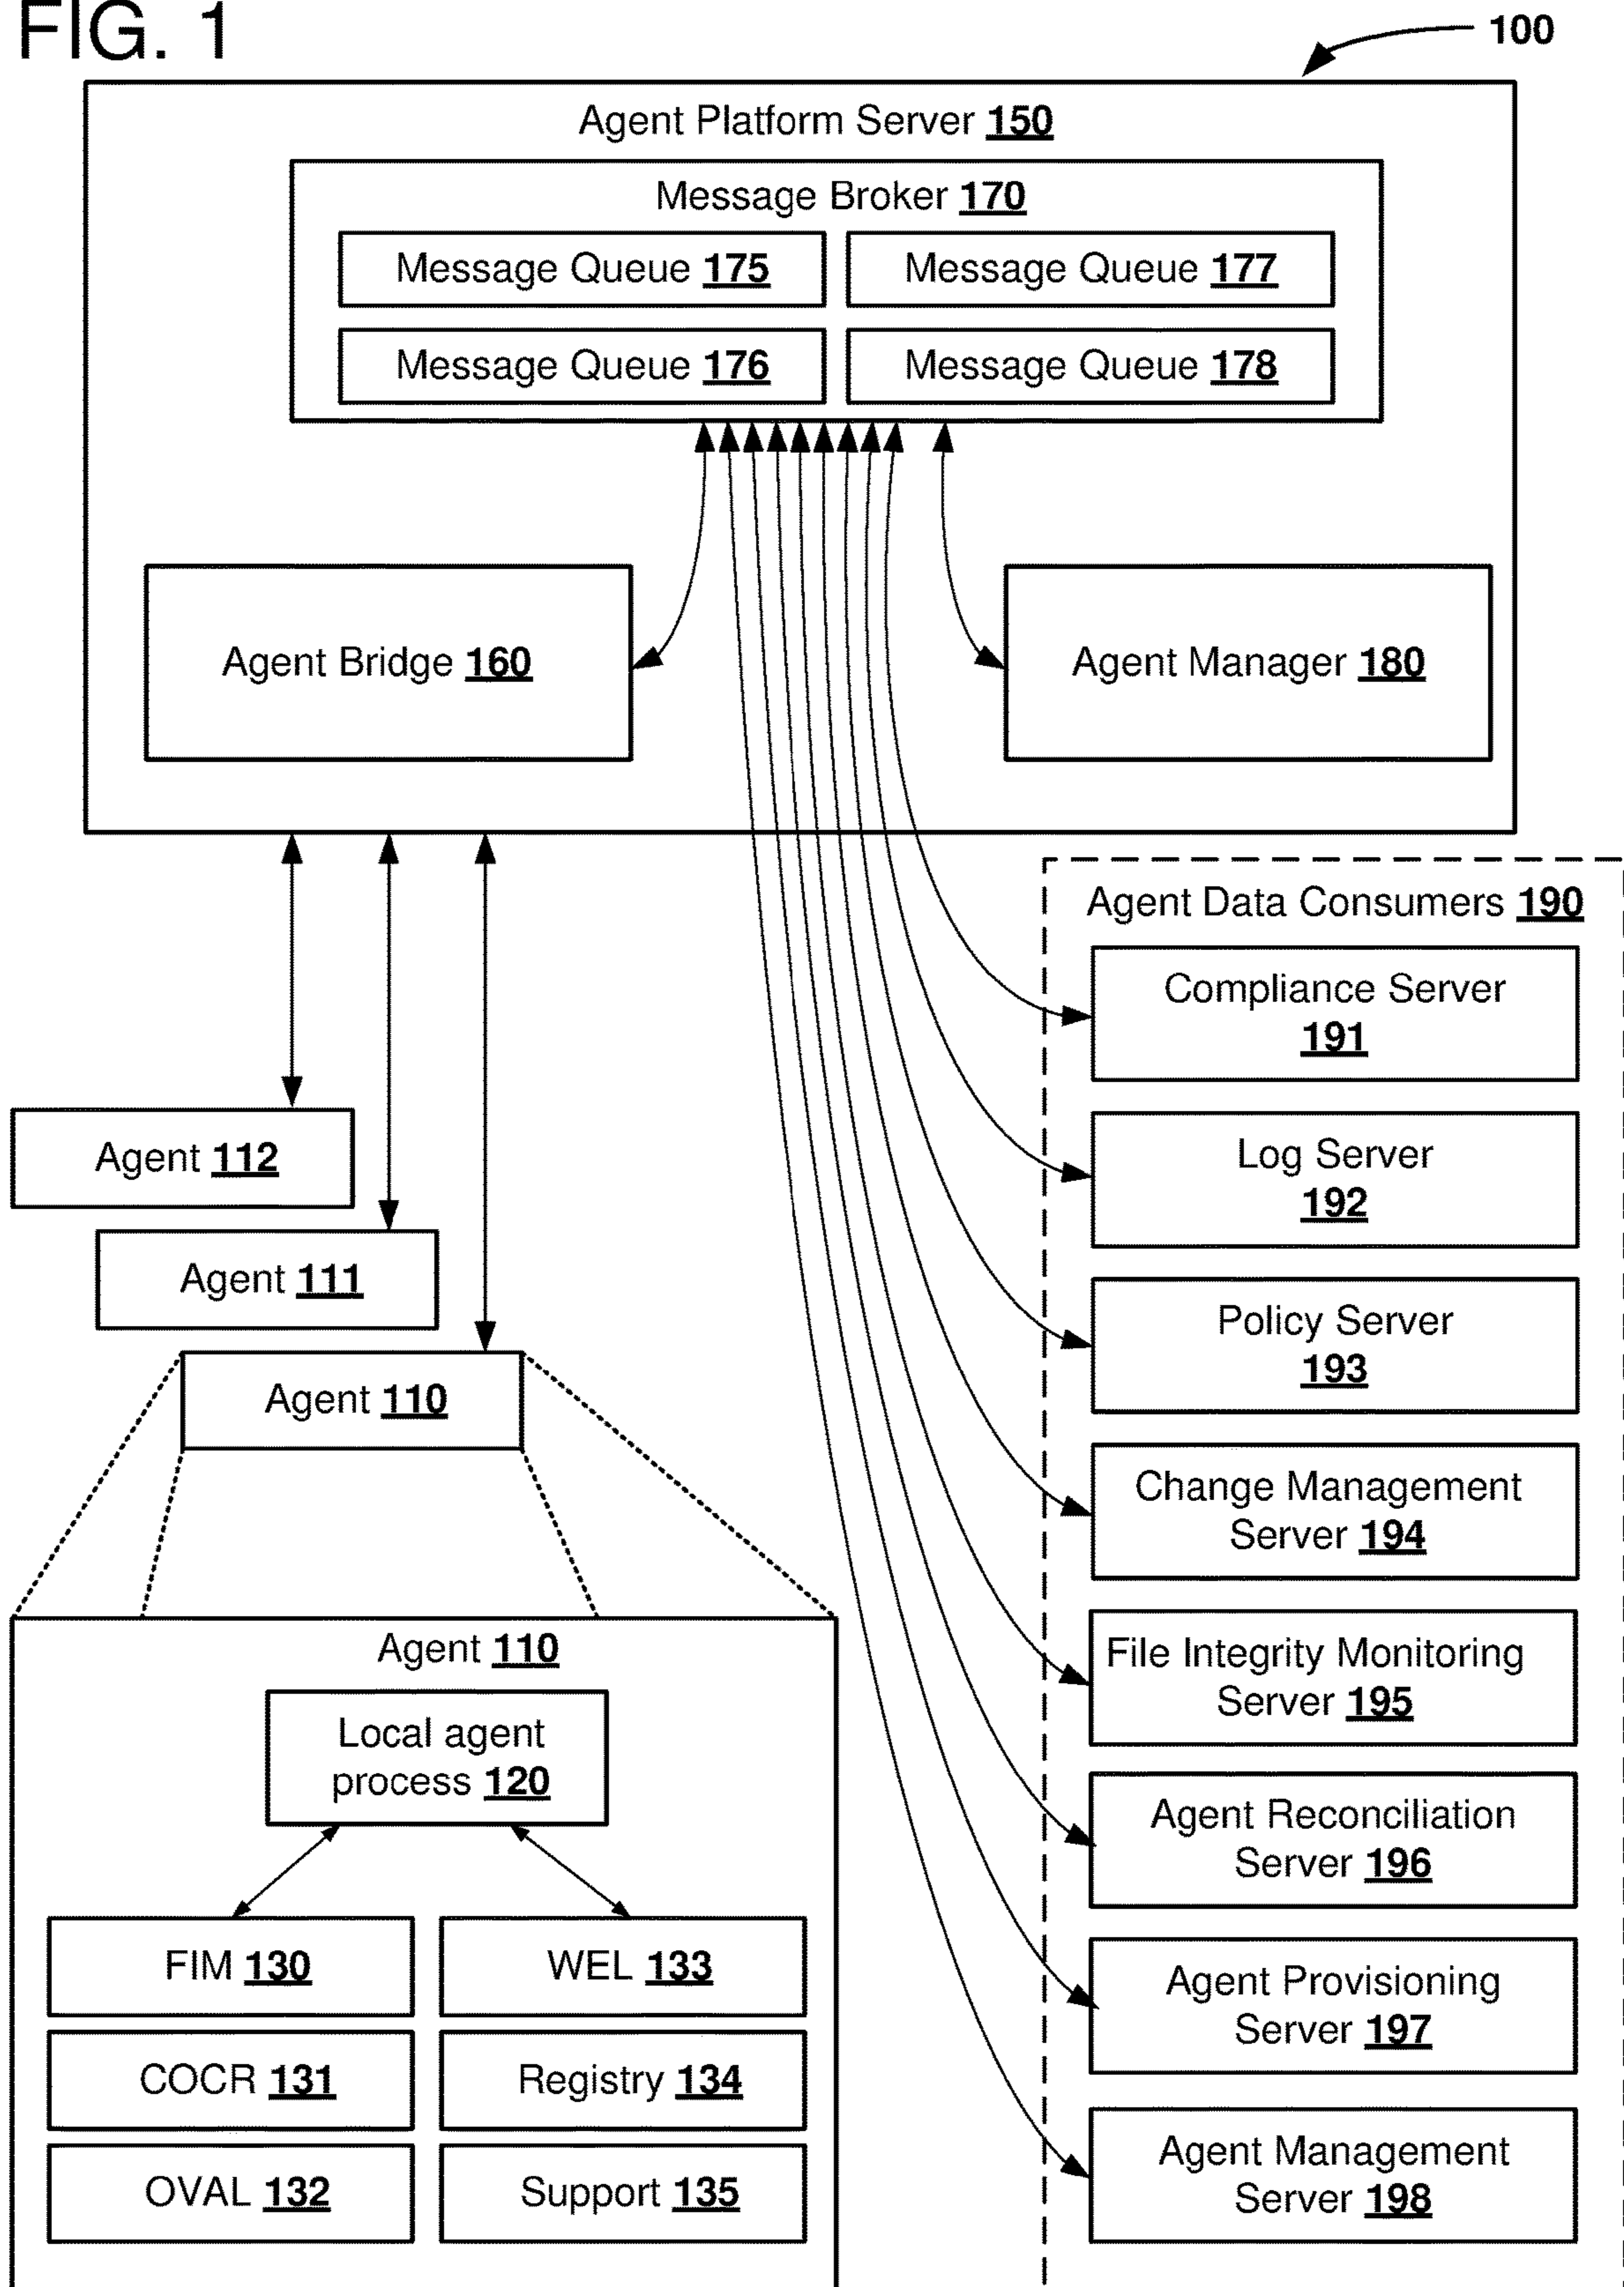 FIG. 1
100
Agent Platform Server 150
Message Broker 170
Message Queue 175
Message Queue 177
Message Queue 176
Message Queue 178
Agent Bridge 160
Agent Manager 180
Agent Data Consumers 190
Compliance Server
191
Log Server
192
Policy Server
193
Change Management
Server 194
File Integrity Monitoring
Server 195
Agent Reconciliation
Server 196
Agent Provisioning
Server 197
Agent Management
Server 198
Agent 112
Agent 111
Agent 110
Agent 110
Local agent
process 120
FIM 130
WEL 133
COCR 131
Registry 134
OVAL 132
Support 135